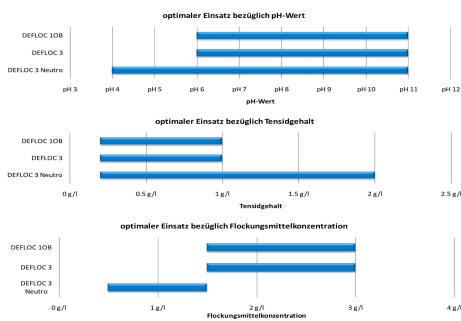 optimaler Einsatz bezüglich pH-Wert
DEFLOC 1OB
DEFLOC 3
DEFLOC 3 Neutro
pH 3 pH 4 pH 5 pH 6 pH 7 pH 8 pH 9 pH 10 pH 11 pH 12
pH-Wert
optimaler Einsatz bezüglich Tensidgehalt
DEFLOC 1OB
DEFLOC 3
DEFLOC 3 Neutro
0 g/l 0.5 g/l 1 g/l 1.5 g/l 2 g/l 2.5 g/l
Tensidgehalt
optimaler Einsatz bezüglich Flockungsmittelkonzentration
DEFLOC 1OB
DEFLOC 3
DEFLOC 3
Neutro
0 g/l 1 g/l 2 g/l 3 g/l 4 g/l
Flockungsmittelkonzentration